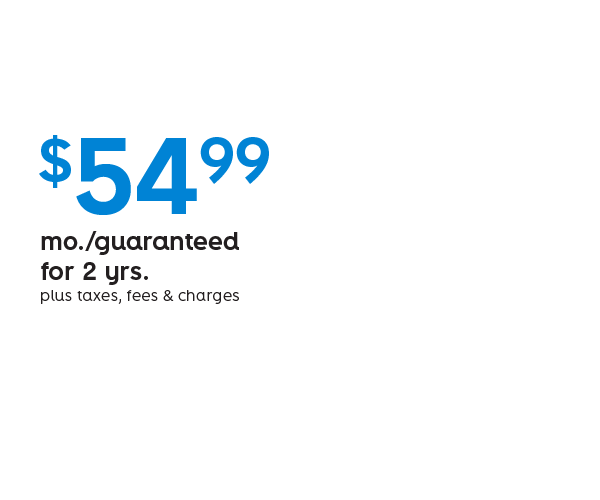 $5499
mo./guaranteed
for 2 yrs.
plus taxes, fees & charges